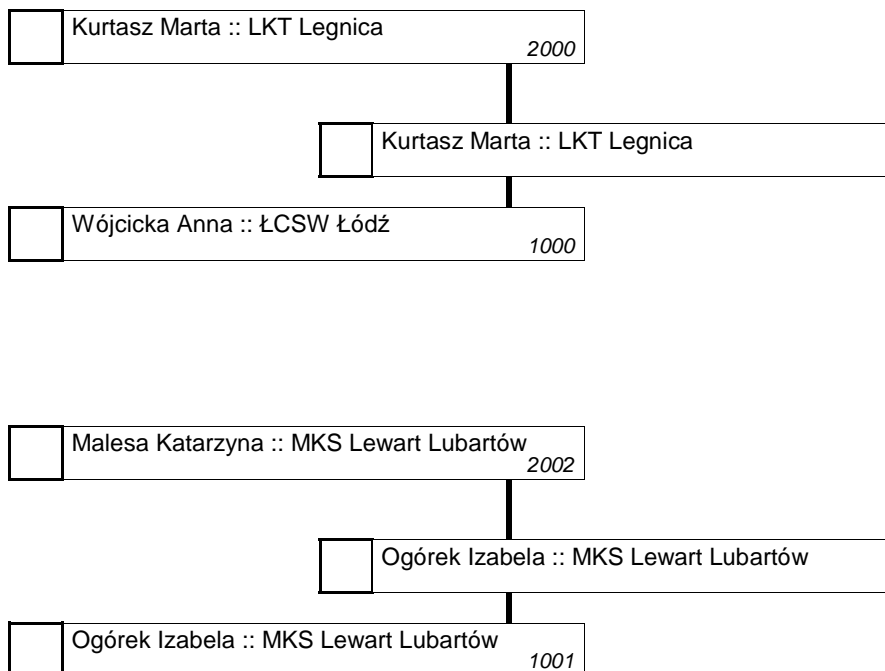 Kurtasz Marta :: LKT Legnica
2000
Kurtasz Marta :: LKT Legnica
Wójcicka Anna :: ŁCSW Łódź
1000
Malesa Katarzyna :: MKS Lewart Lubartów
2002
Ogórek Izabela :: MKS Lewart Lubartów
Ogórek Izabela :: MKS Lewart Lubartów
1001